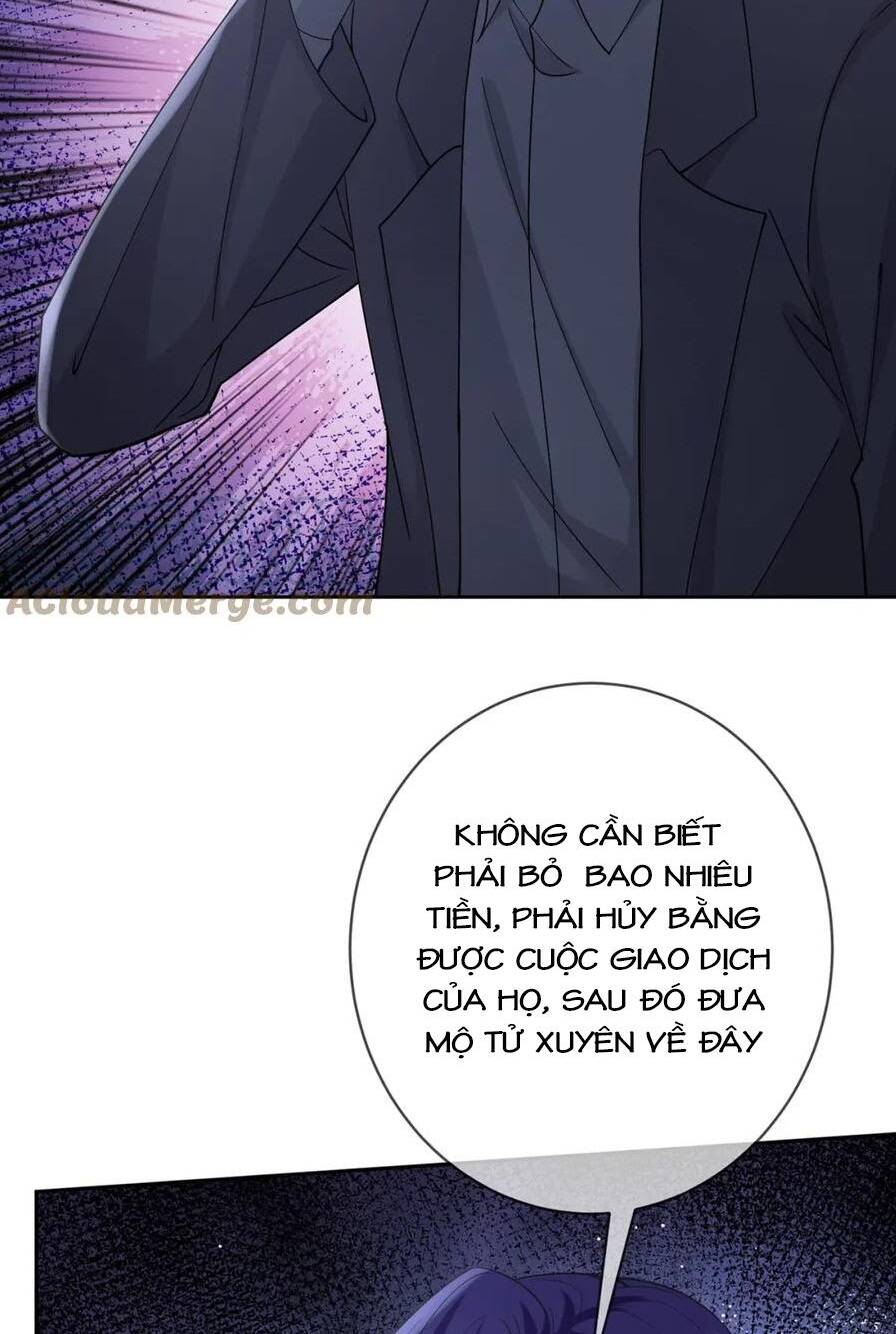 AcloudMerge.com
KHÔNG CẦN BIẾT
PHẢI BỎ BAO NHIÊU
TIỀN, PHẢI HỦY BẰNG
ĐƯỢC CUỘC GIAO DỊCH
CỦA HỌ, SAU ĐÓ ĐƯA
MỘ TỬ XUYÊN VỀ ĐÂY